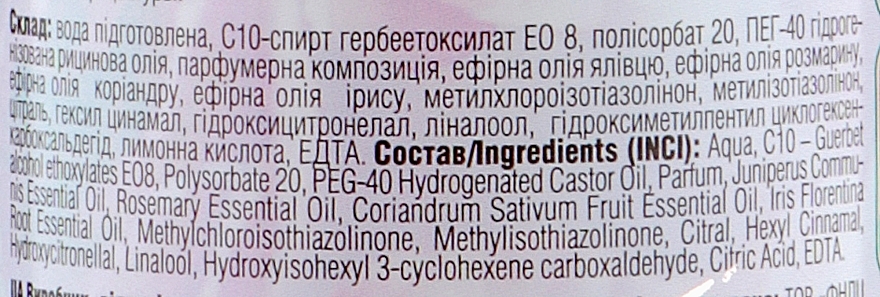 Склад: вода підготовлена, С10-спирт гербеетоксилат ЕО 8, полісорбат 20, ПЕГ-40 гідроге-
нізована рицинова олія, парфумерна композиція, ефірна олія ялівцю, ефірна олія розмарину,
ефірна олія коріандру, ефірна олія ірису, метилхлороізотіазолінон, метилізотіазолінон,
цитраль, гексил цинамал, гідроксицитронелал, ліналоол, гідроксиметилпентил циклогексен-
карбоксальдегід, лимонна кислота, ЕДТА. Состав/Ingredients (INCI): Aqua, C10 – Guerbet
alcohol ethoxylates EO8, Polysorbate 20, PEG-40 Hydrogenated Castor Oil, Parfum, Juniperus Commu-
nis Essential Oil, Rosemary Essential Oil, Coriandrum Sativum Fruit Essential Oil, Iris Florentina
Root Essential Oil, Methylchloroisothiazolinone, Methylisothiazolinone, Citral, Hexyl Cinnamal,
Hydroxycitronellal, Linalool, Hydroxyisohexyl 3-cyclohexene carboxaldehyde, Citric Acid, EDTA.